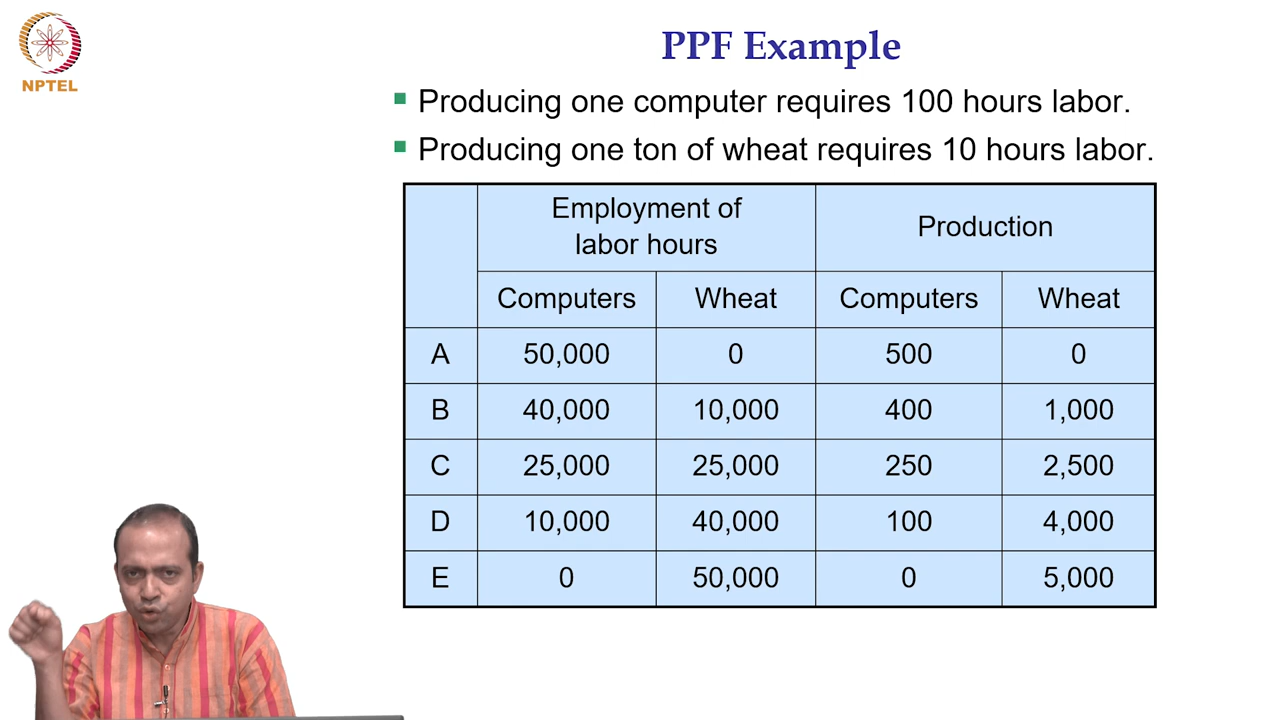 NPTEL
PPF Example
Producing one computer requires 100 hours labor.
Producing one ton of wheat requires 10 hours labor.
Employment of
labor hours
Production
Computers Wheat Computers Wheat
A 50,000 0 500 0
B 40,000 10,000 400 1,000
C 25,000 25,000 250 2,500
D 10,000 40,000 100 4,000
E 0 50,000 0 5,000